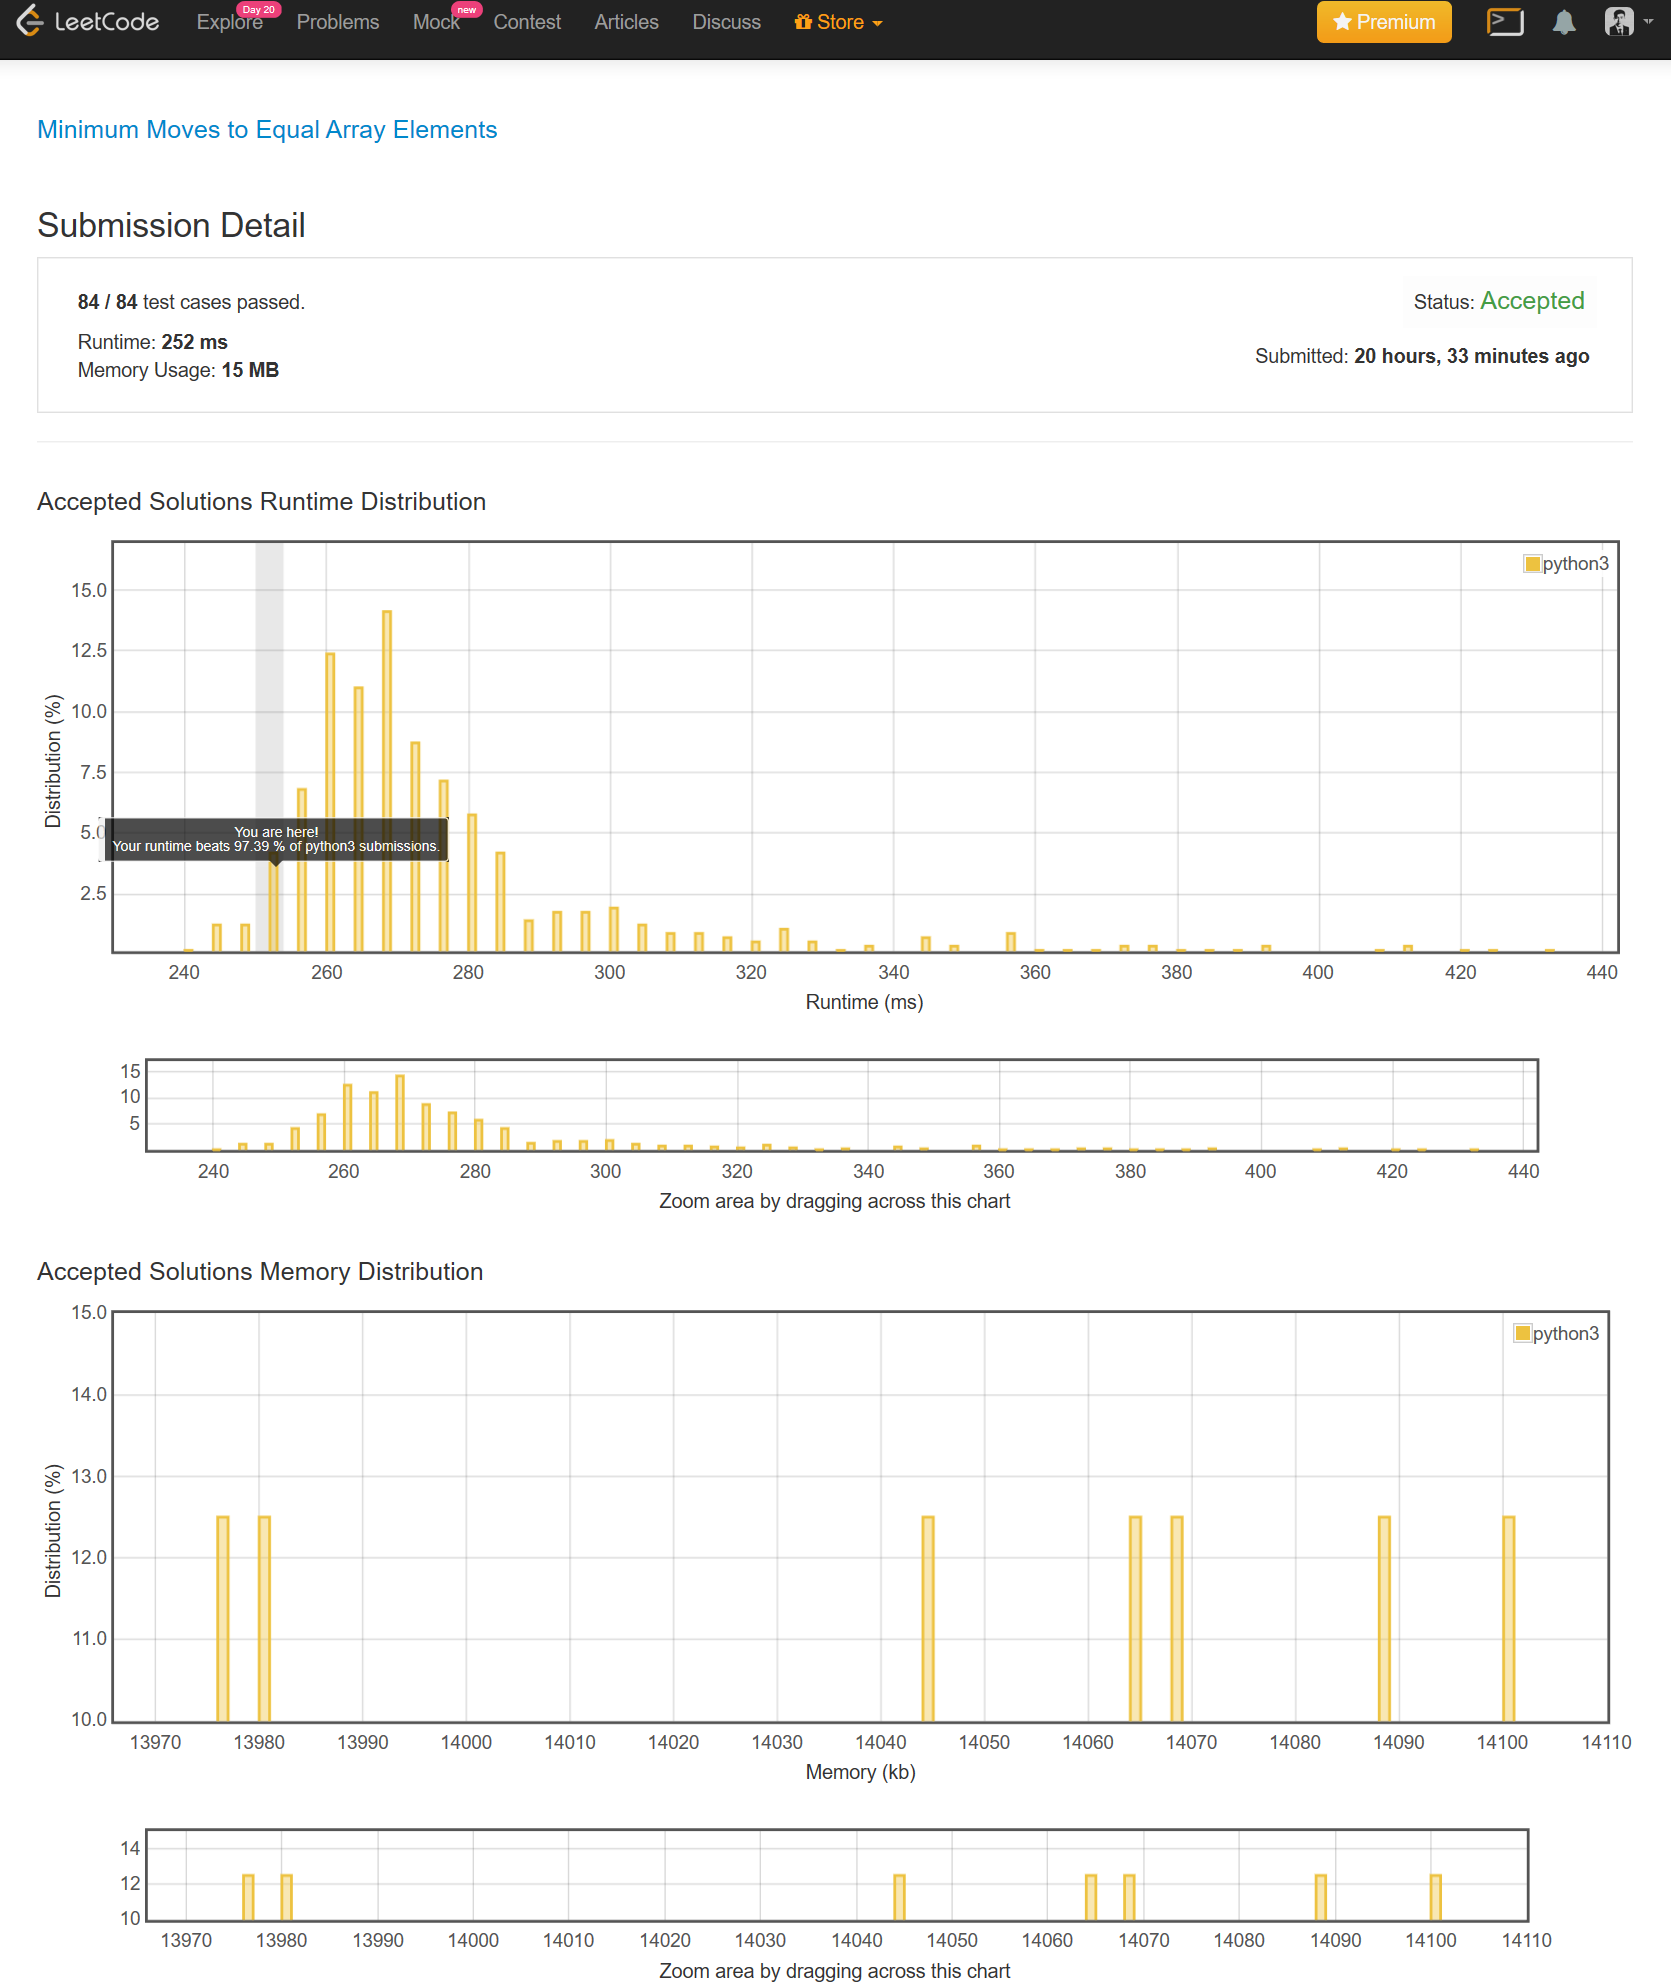 LeetCode Explore Day 20 Problems Mock new Contest Articles Discuss Store Premium
Minimum Moves to Equal Array Elements
Submission Detail
84 / 84 test cases passed.
Status: Accepted
Runtime: 252 ms
Submitted: 20 hours, 33 minutes ago
Memory Usage: 15 MB
Accepted Solutions Runtime Distribution
python3
15.0
12.5
10.0
7.5
5.0
2.5
Distribution (%)
You are here!
Your runtime beats 97.39 % of python3 submissions.
240 260 280 300 320 340 360 380 400 420 440
Runtime (ms)
15
10
5
240 260 280 300 320 340 360 380 400 420 440
Zoom area by dragging across this chart
Accepted Solutions Memory Distribution
python3
15.0
14.0
13.0
12.0
11.0
10.0
Distribution (%)
13970 13980 13990 14000 14010 14020 14030 14040 14050 14060 14070 14080 14090 14100 14110
Memory (kb)
14
12
10
13970 13980 13990 14000 14010 14020 14030 14040 14050 14060 14070 14080 14090 14100 14110
Zoom area by dragging across this chart